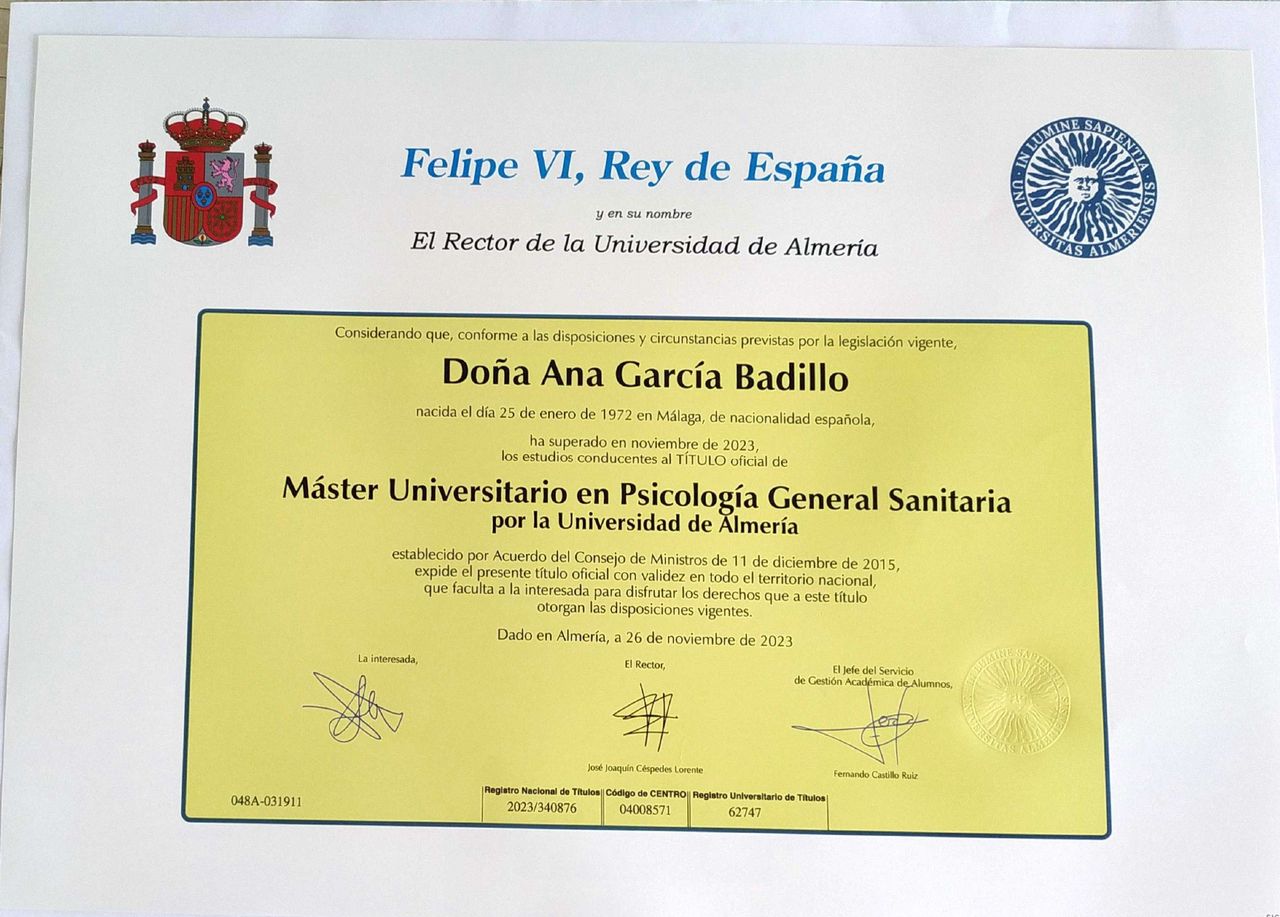 Felipe VI, Rey de España
y en su nombre
El Rector de la Universidad de Almería
IN LUMINE SAPIENTIA
UNIVERSITAS ALMERIENSIS
Considerando que, conforme a las disposiciones y circunstancias previstas por la legislación vigente,
Doña Ana García Badillo
nacida el día 25 de enero de 1972 en Málaga, de nacionalidad española,
ha superado en noviembre de 2023,
los estudios conducentes al TÍTULO oficial de
Máster Universitario en Psicología General Sanitaria
por la Universidad de Almería
establecido por Acuerdo del Consejo de Ministros de 11 de diciembre de 2015,
expide el presente título oficial con validez en todo el territorio nacional,
que faculta a la interesada para disfrutar los derechos que a este título
otorgan las disposiciones vigentes.
Dado en Almería, a 26 de noviembre de 2023
La interesada,
El Rector,
El Jefe del Servicio
de Gestión Académica de Alumnos,
José Joaquín Céspedes Lorente
Fernando Castillo Ruiz
048A-031911
Registro Nacional de Títulos
2023/340876
Código de CENTRO
04008571
Registro Universitario de Títulos
62747